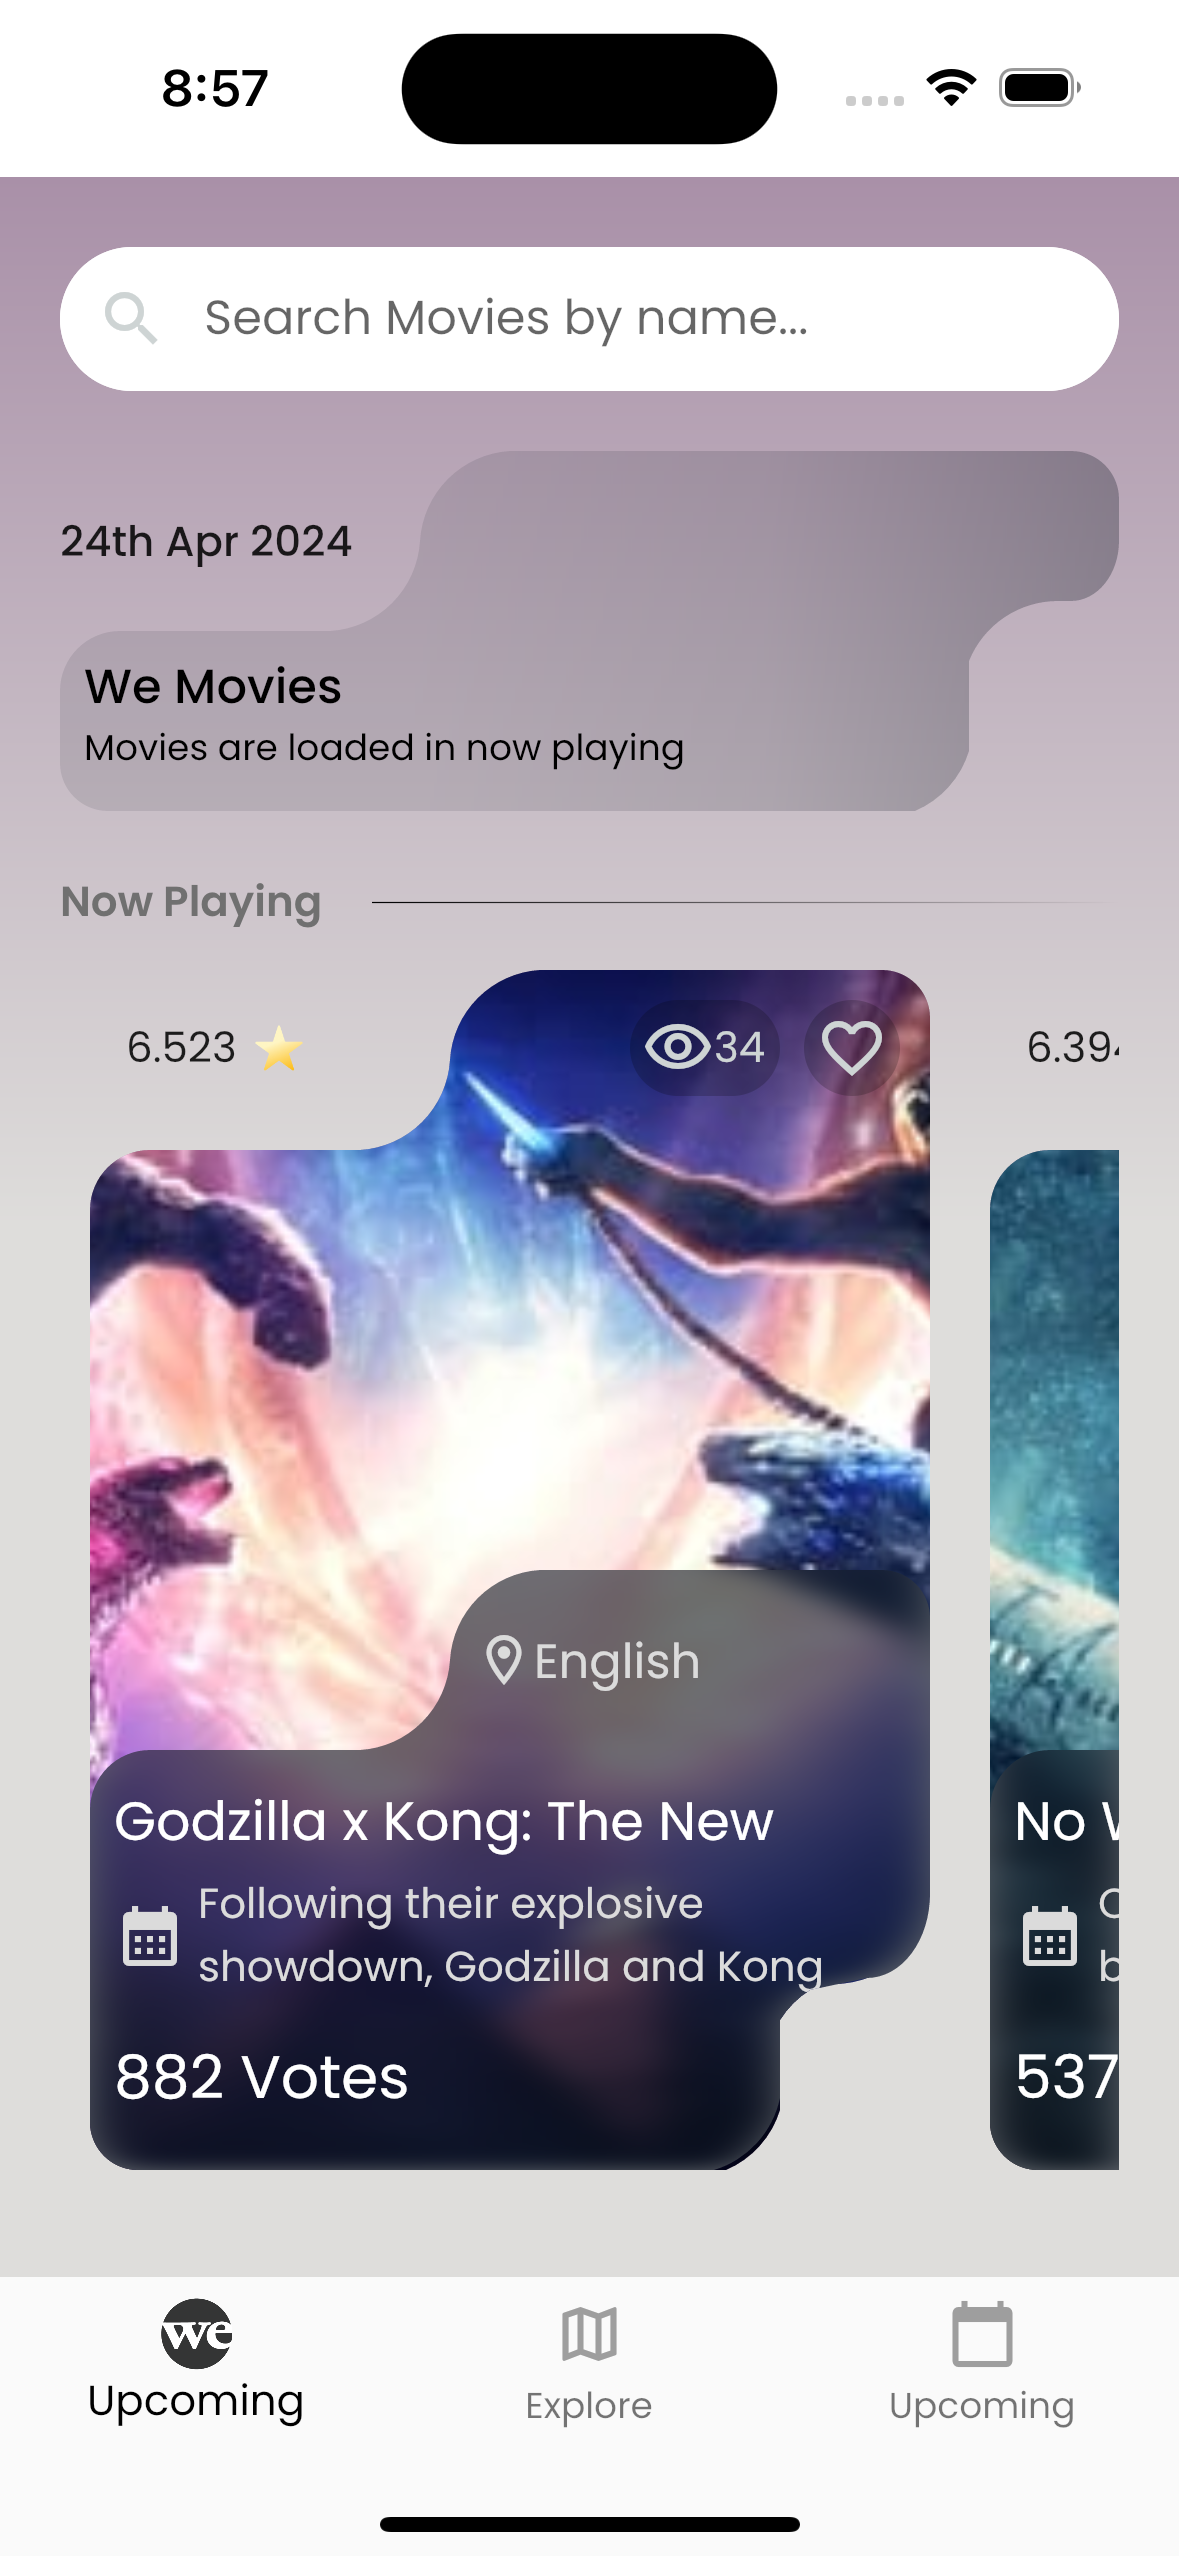 8:57
Search Movies by name...
24th Apr 2024
We Movies
Movies are loaded in now playing
Now Playing
6.523
34
6.394
English
Godzilla x Kong: The New
Following their explosive
showdown, Godzilla and Kong
882 Votes
No
537
we
Upcoming
Explore
Upcoming